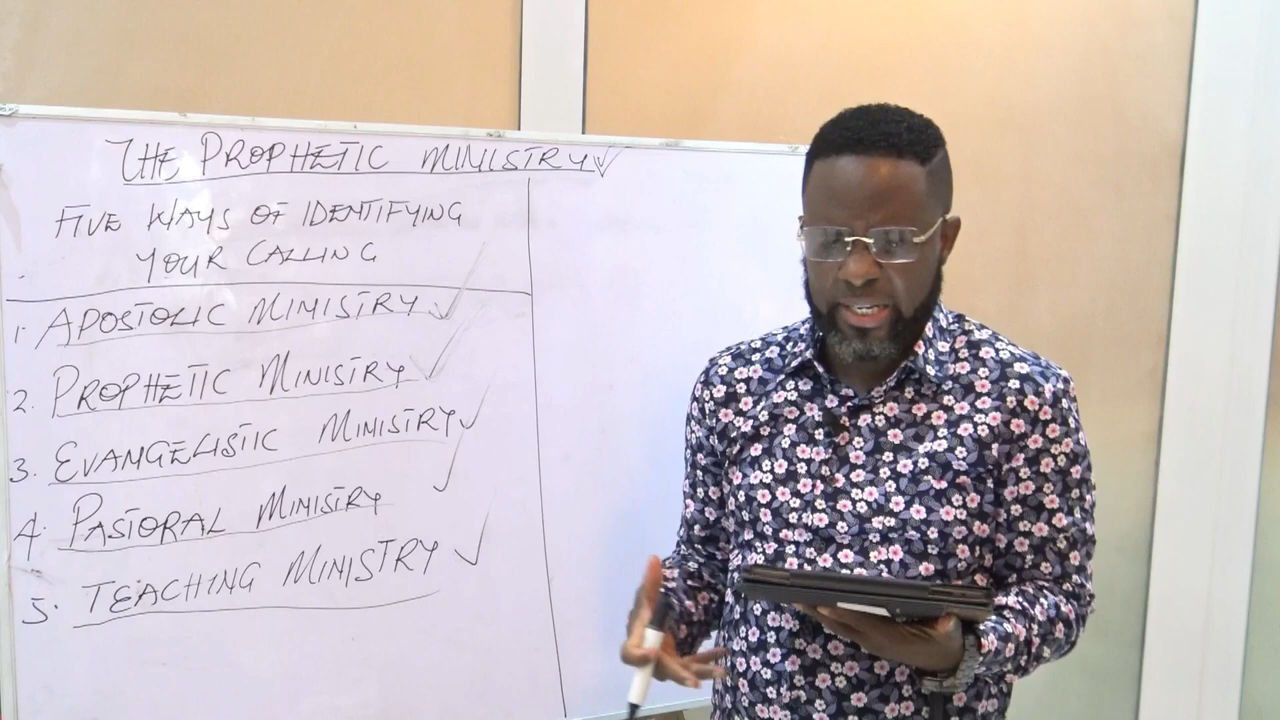 THE PROPHETIC MINISTRY
FIVE WAYS OF IDENTIFYING
YOUR CALLING
1. APOSTOLIC MINISTRY
2. PROPHETIC MINISTRY
3. EVANGELISTIC MINISTRY
4. PASTORAL MINISTRY
5. TEACHING MINISTRY